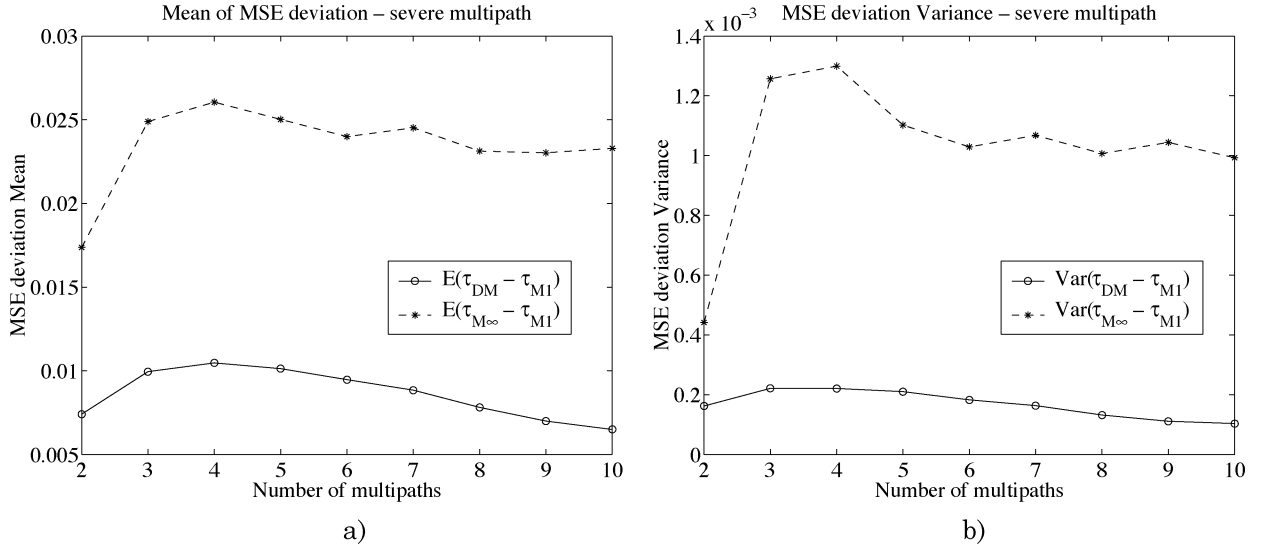 Mean of MSE deviation – severe multipath
0.03
0.025
0.02
0.015
0.01
0.005
MSE deviation Mean
E(τDM − τM1)
E(τM∞ − τM1)
2 3 4 5 6 7 8 9 10
Number of multipaths
a)
MSE deviation Variance – severe multipath
x 10−3
1.4
1.2
1
0.8
0.6
0.4
0.2
0
MSE deviation Variance
Var(τDM − τM1)
Var(τM∞ − τM1)
2 3 4 5 6 7 8 9 10
Number of multipaths
b)